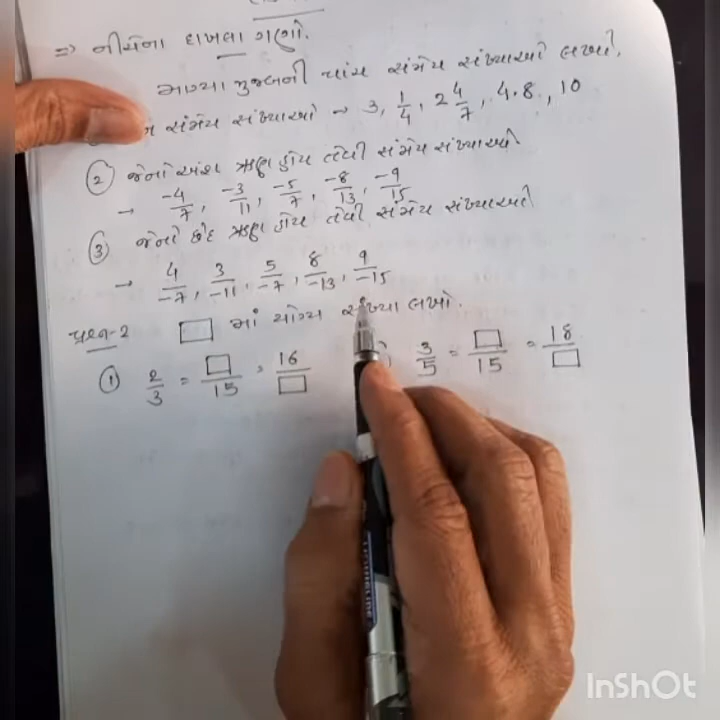 ⇒ નીચેના દાખલા ગણો.
માગ્યા મુજબની પાંચ સંમેય સંખ્યાઓ લખો.
સંમેય સંખ્યાઓ → 3, 1/4, 2 4/7, 4.8, 10
② જેનો અંશ ઋણ હોય તેવી સંમેય સંખ્યાઓ
→ -4/7, -3/11, -5/7, -8/13, -9/15
③ જેનો છેદ ઋણ હોય તેવી સંમેય સંખ્યાઓ
→ 4/-7, 3/-11, 5/-7, 8/-13, 9/-15
પ્રશ્ન-2 □ માં યોગ્ય સંખ્યા લખો.
① 2/3 = □/15 = 16/□ 3/5 = □/15 = 18/□
InShOt